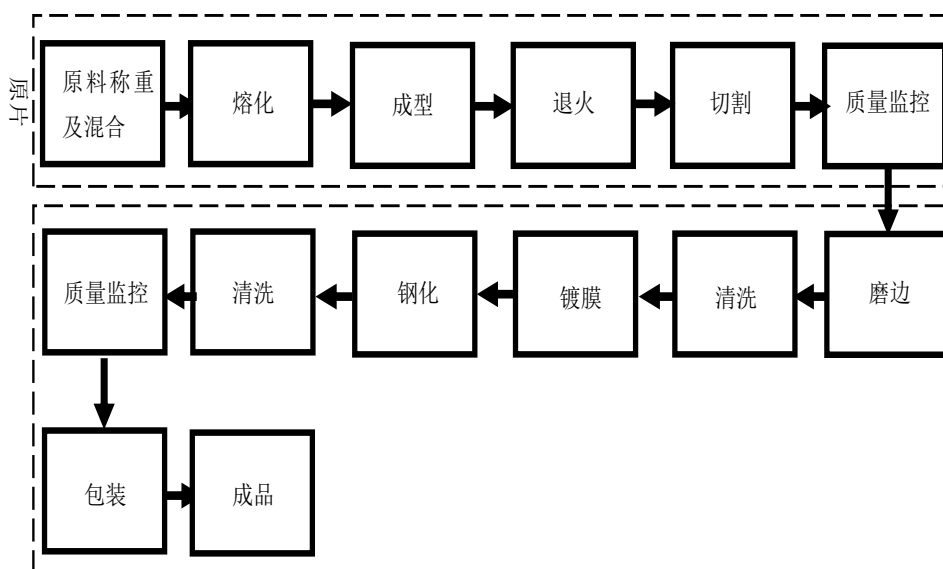 原片
原料称重
及混合
熔化
成型
退火
切割
质量监控
磨边
清洗
镀膜
钢化
清洗
质量监控
包装
成品